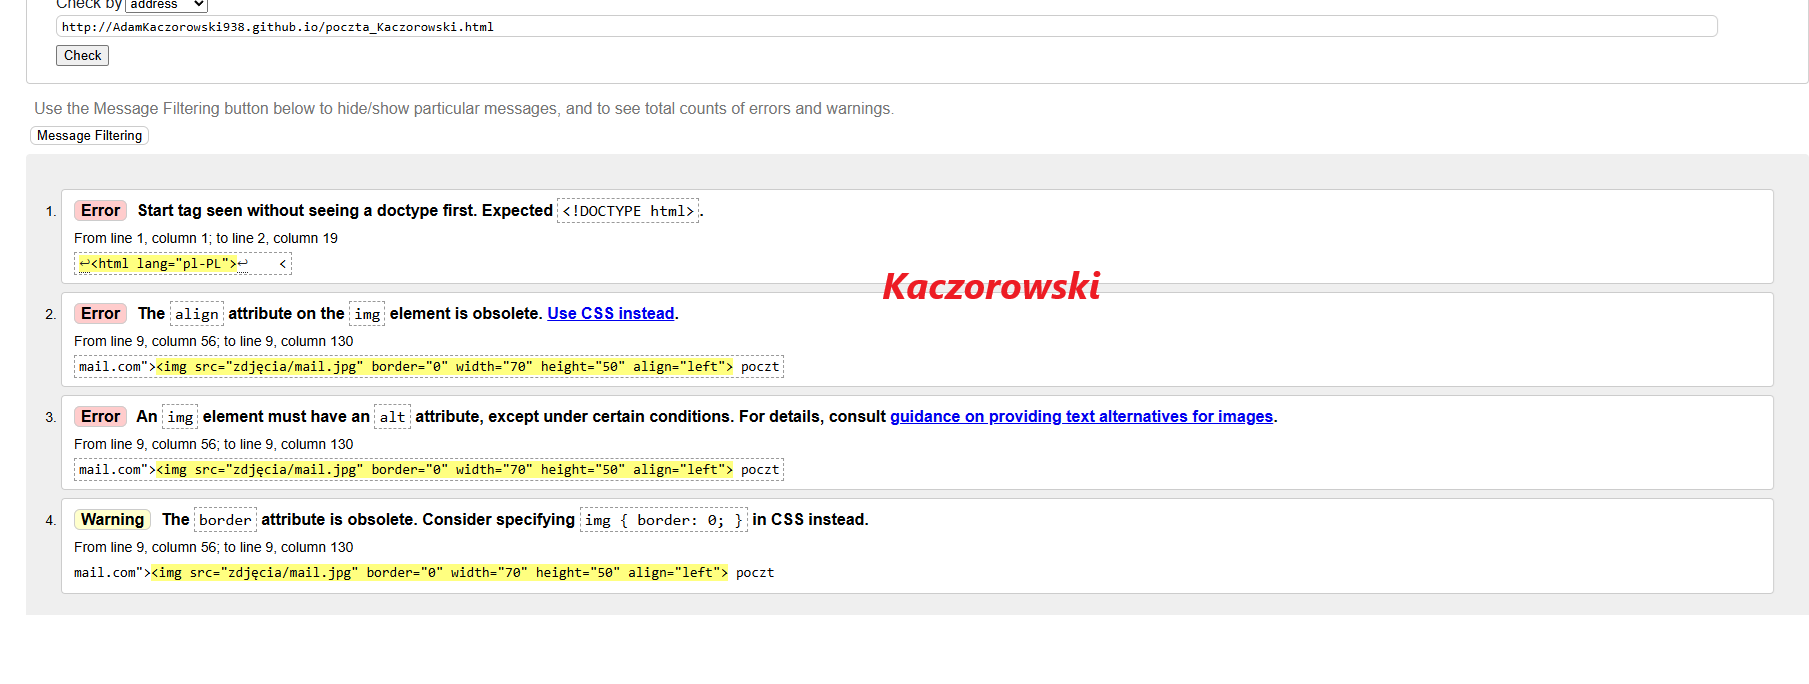 Check by address
http://AdamKaczorowski938.github.io/poczta_Kaczorowski.html
Check
Use the Message Filtering button below to hide/show particular messages, and to see total counts of errors and warnings.
Message Filtering
1. Error Start tag seen without seeing a doctype first. Expected <!DOCTYPE html>.
From line 1, column 1; to line 2, column 19
↩<html lang="pl-PL">↩ <
Kaczorowski
2. Error The align attribute on the img element is obsolete. Use CSS instead.
From line 9, column 56; to line 9, column 130
mail.com"><img src="zdjęcia/mail.jpg" border="0" width="70" height="50" align="left"> poczt
3. Error An img element must have an alt attribute, except under certain conditions. For details, consult guidance on providing text alternatives for images.
From line 9, column 56; to line 9, column 130
mail.com"><img src="zdjęcia/mail.jpg" border="0" width="70" height="50" align="left"> poczt
4. Warning The border attribute is obsolete. Consider specifying img { border: 0; } in CSS instead.
From line 9, column 56; to line 9, column 130
mail.com"><img src="zdjęcia/mail.jpg" border="0" width="70" height="50" align="left"> poczt